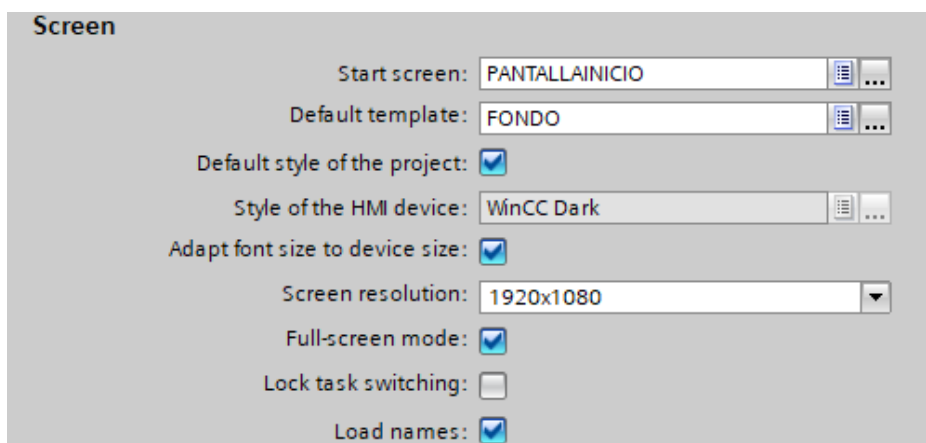 Screen
Start screen: PANTALLAINICIO ...
Default template: FONDO ...
Default style of the project:
Style of the HMI device: WinCC Dark ...
Adapt font size to device size:
Screen resolution: 1920x1080
Full-screen mode:
Lock task switching:
Load names: